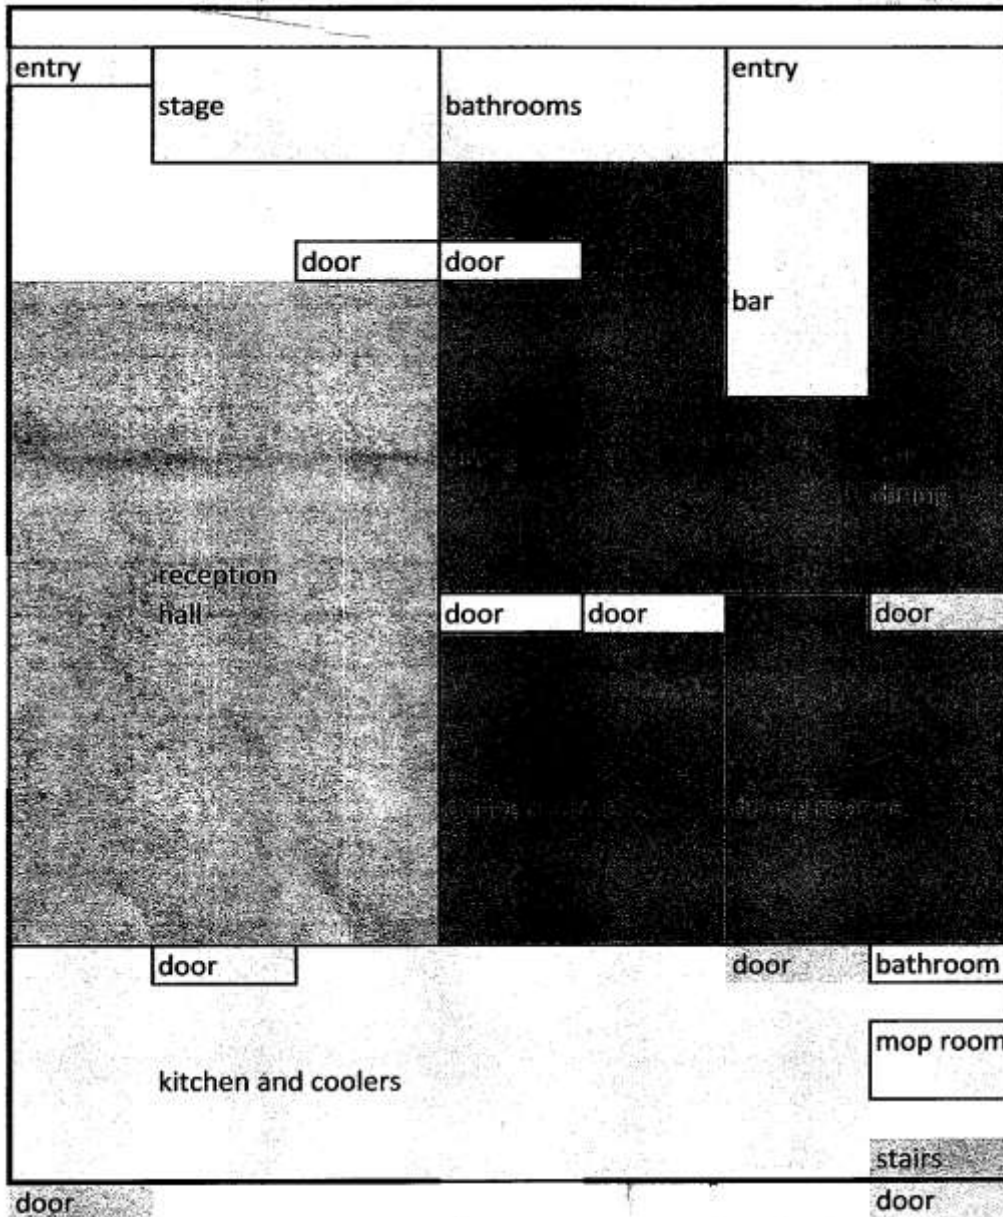 entry
entry
stage
bathrooms
door
door
bar
dining
reception
hall
door
door
door
door
door
bathroom
mop room
kitchen and coolers
stairs
door
door